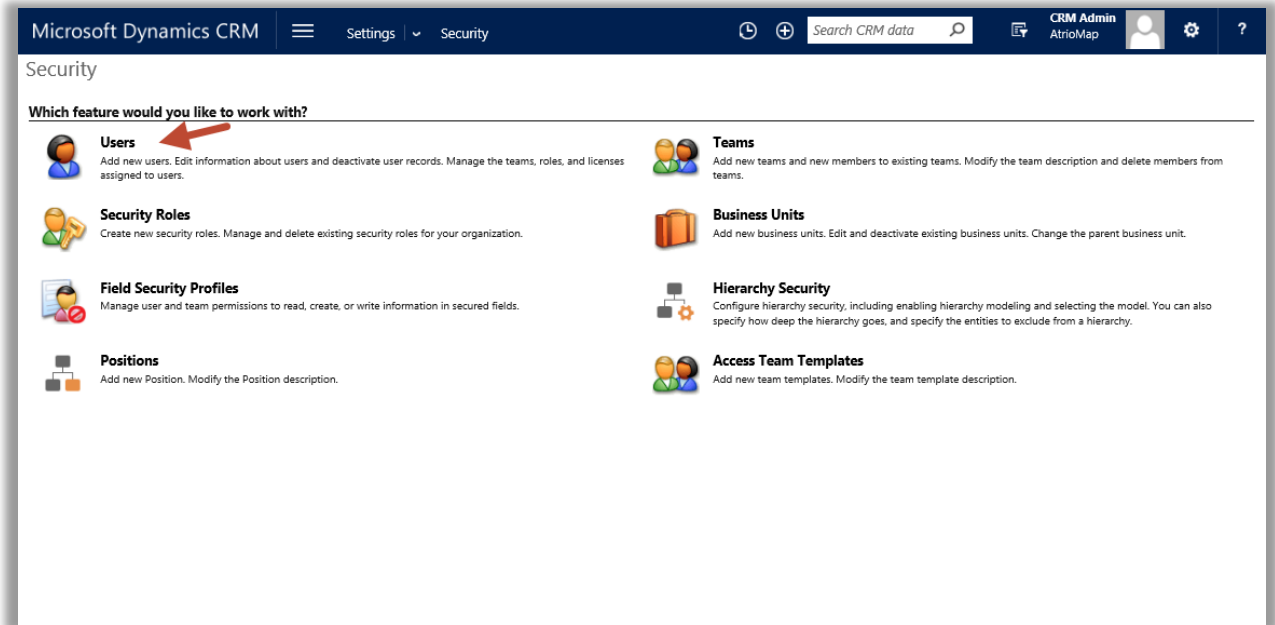 Microsoft Dynamics CRM
Settings
Security
Search CRM data
CRM Admin
AtrioMap
?
Security
Which feature would you like to work with?
Users
Add new users. Edit information about users and deactivate user records. Manage the teams, roles, and licenses
assigned to users.
Teams
Add new teams and new members to existing teams. Modify the team description and delete members from
teams.
Security Roles
Create new security roles. Manage and delete existing security roles for your organization.
Business Units
Add new business units. Edit and deactivate existing business units. Change the parent business unit.
Field Security Profiles
Manage user and team permissions to read, create, or write information in secured fields.
Hierarchy Security
Configure hierarchy security, including enabling hierarchy modeling and selecting the model. You can also
specify how deep the hierarchy goes, and specify the entities to exclude from a hierarchy.
Positions
Add new Position. Modify the Position description.
Access Team Templates
Add new team templates. Modify the team template description.